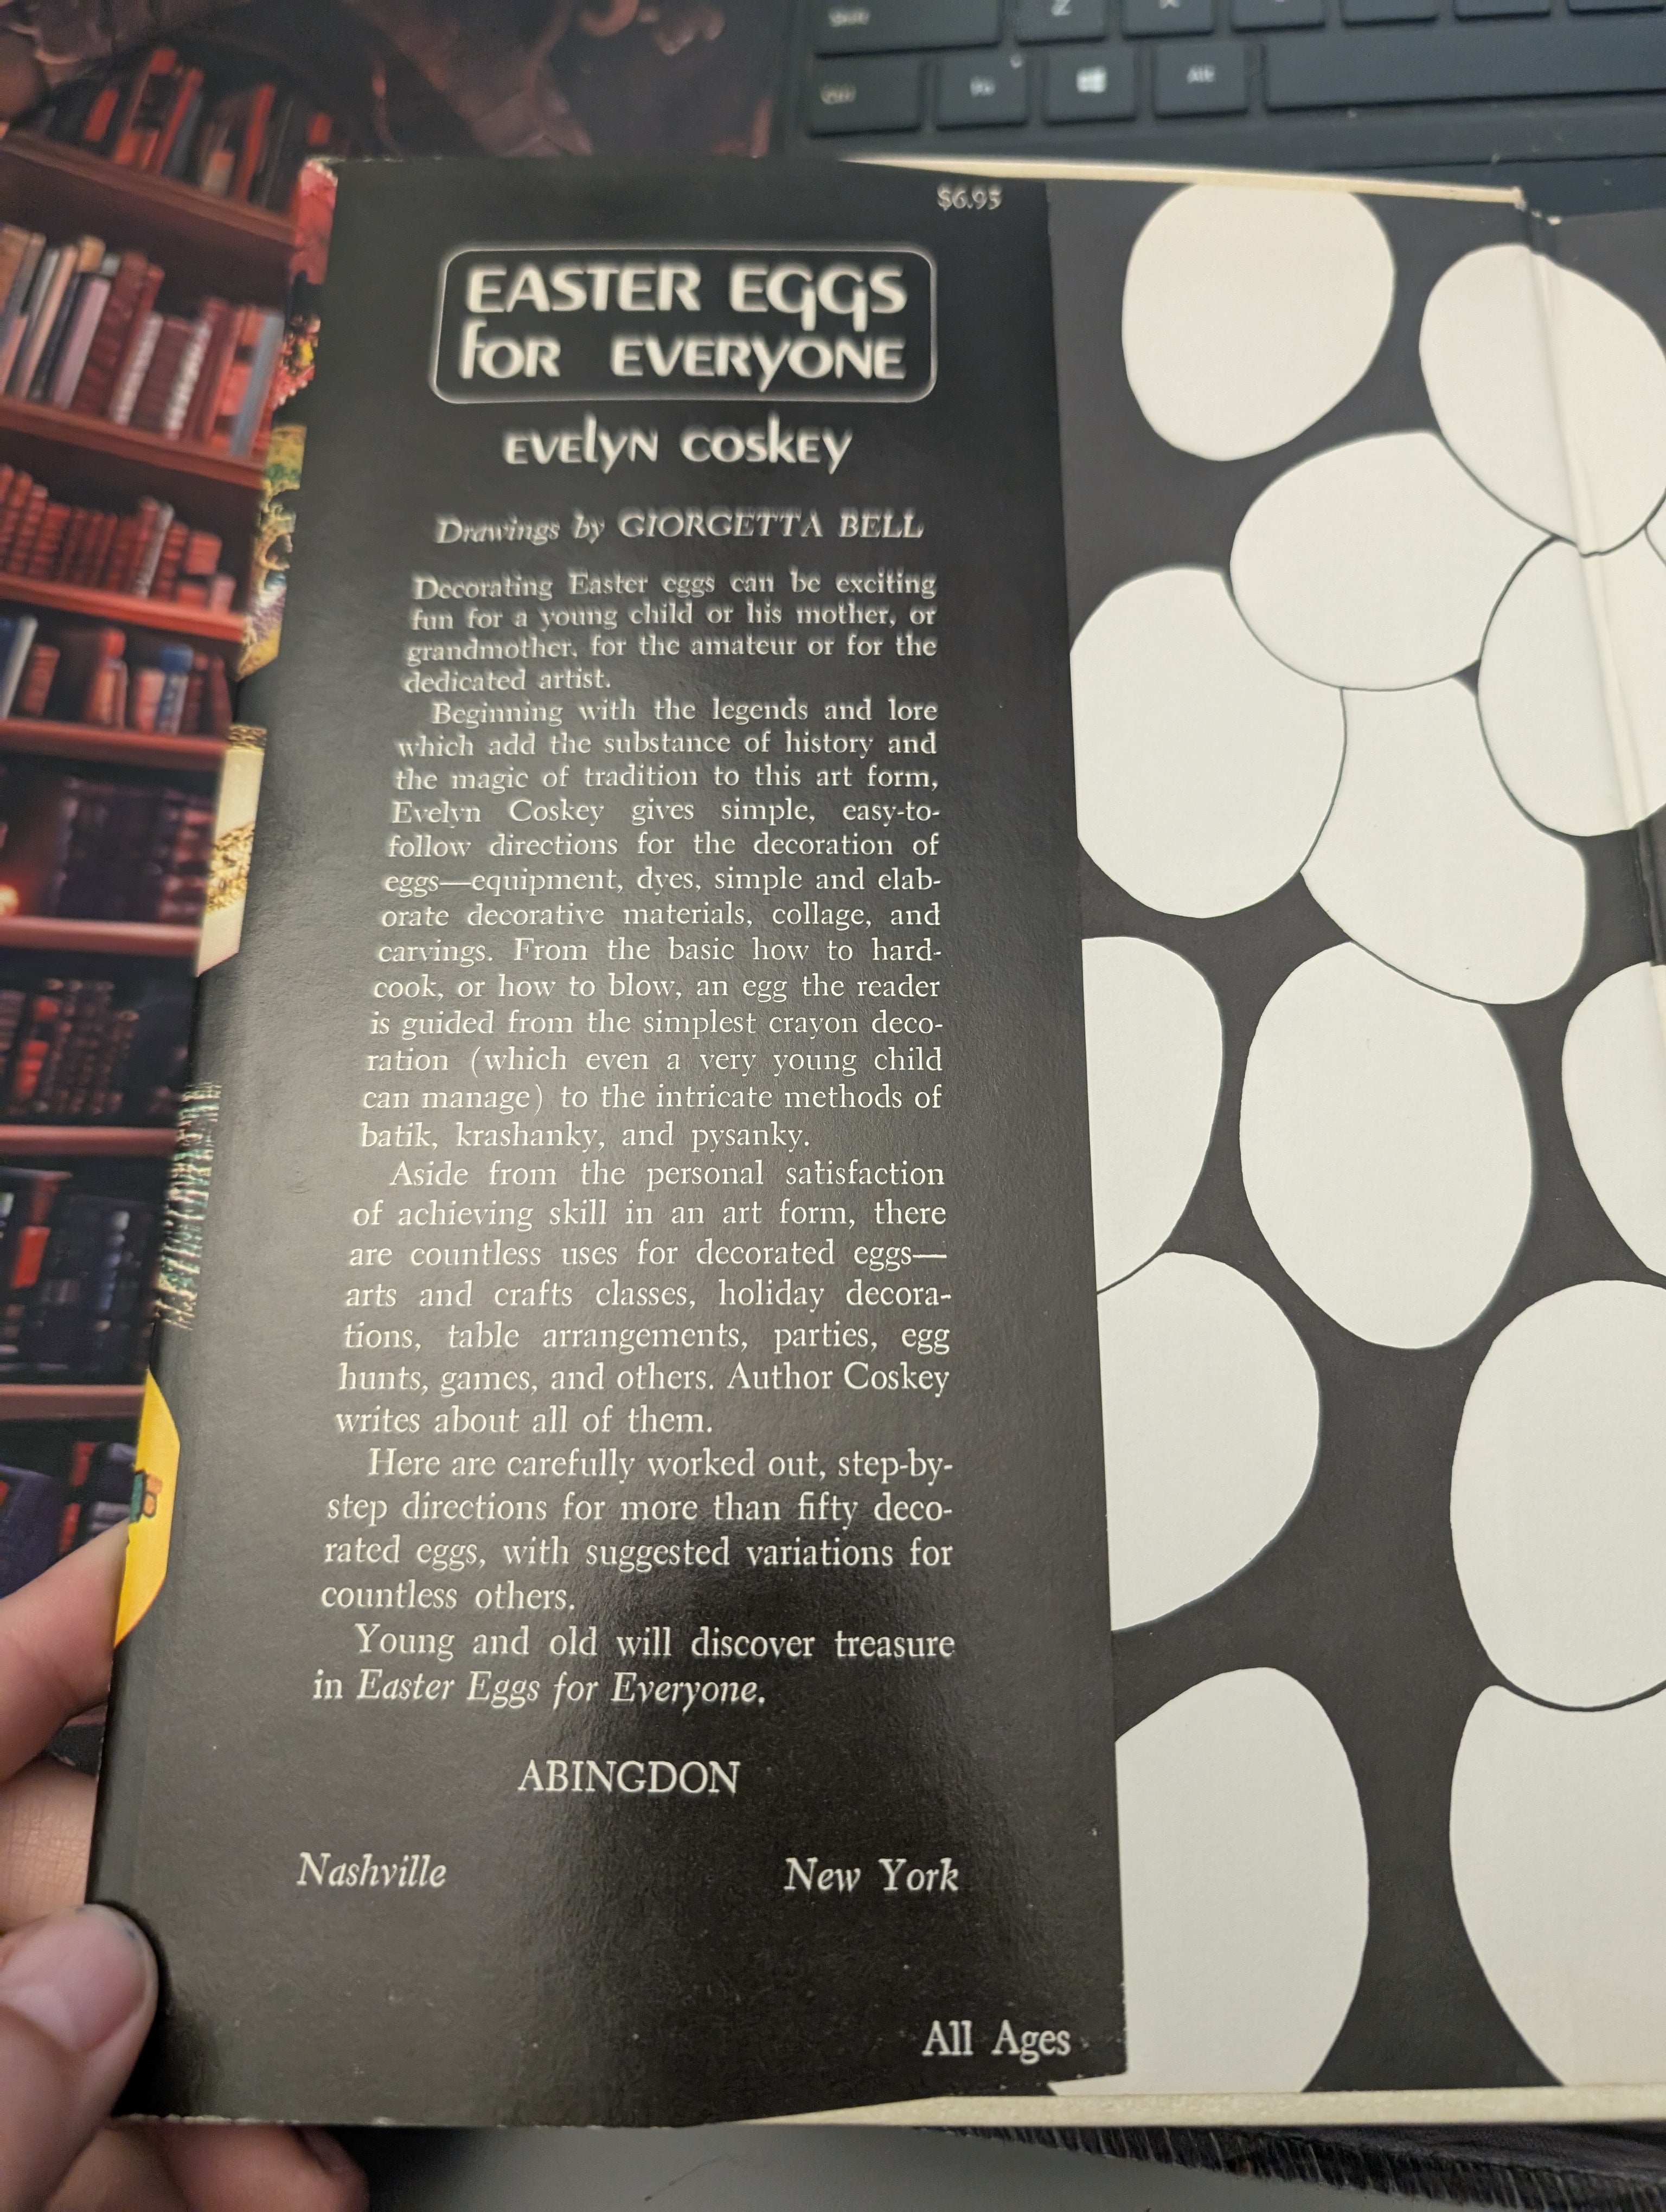 Shift
Z
X
Ctrl
Fn
Alt
$6.95
EASTER EGGS
FOR EVERYONE
EVElyN COSKEY
Drawings by GIORGETTA BELL
Decorating Easter eggs can be exciting
fun for a young child or his mother, or
grandmother, for the amateur or for the
dedicated artist.
Beginning with the legends and lore
which add the substance of history and
the magic of tradition to this art form,
Evelyn Coskey gives simple, easy-to-
follow directions for the decoration of
eggs—equipment, dyes, simple and elab-
orate decorative materials, collage, and
carvings. From the basic how to hard-
cook, or how to blow, an egg the reader
is guided from the simplest crayon deco-
ration (which even a very young child
can manage) to the intricate methods of
batik, krashanky, and pysanky.
Aside from the personal satisfaction
of achieving skill in an art form, there
are countless uses for decorated eggs—
arts and crafts classes, holiday decora-
tions, table arrangements, parties, egg
hunts, games, and others. Author Coskey
writes about all of them.
Here are carefully worked out, step-by-
step directions for more than fifty deco-
rated eggs, with suggested variations for
countless others.
Young and old will discover treasure
in Easter Eggs for Everyone.
ABINGDON
Nashville New York
All Ages